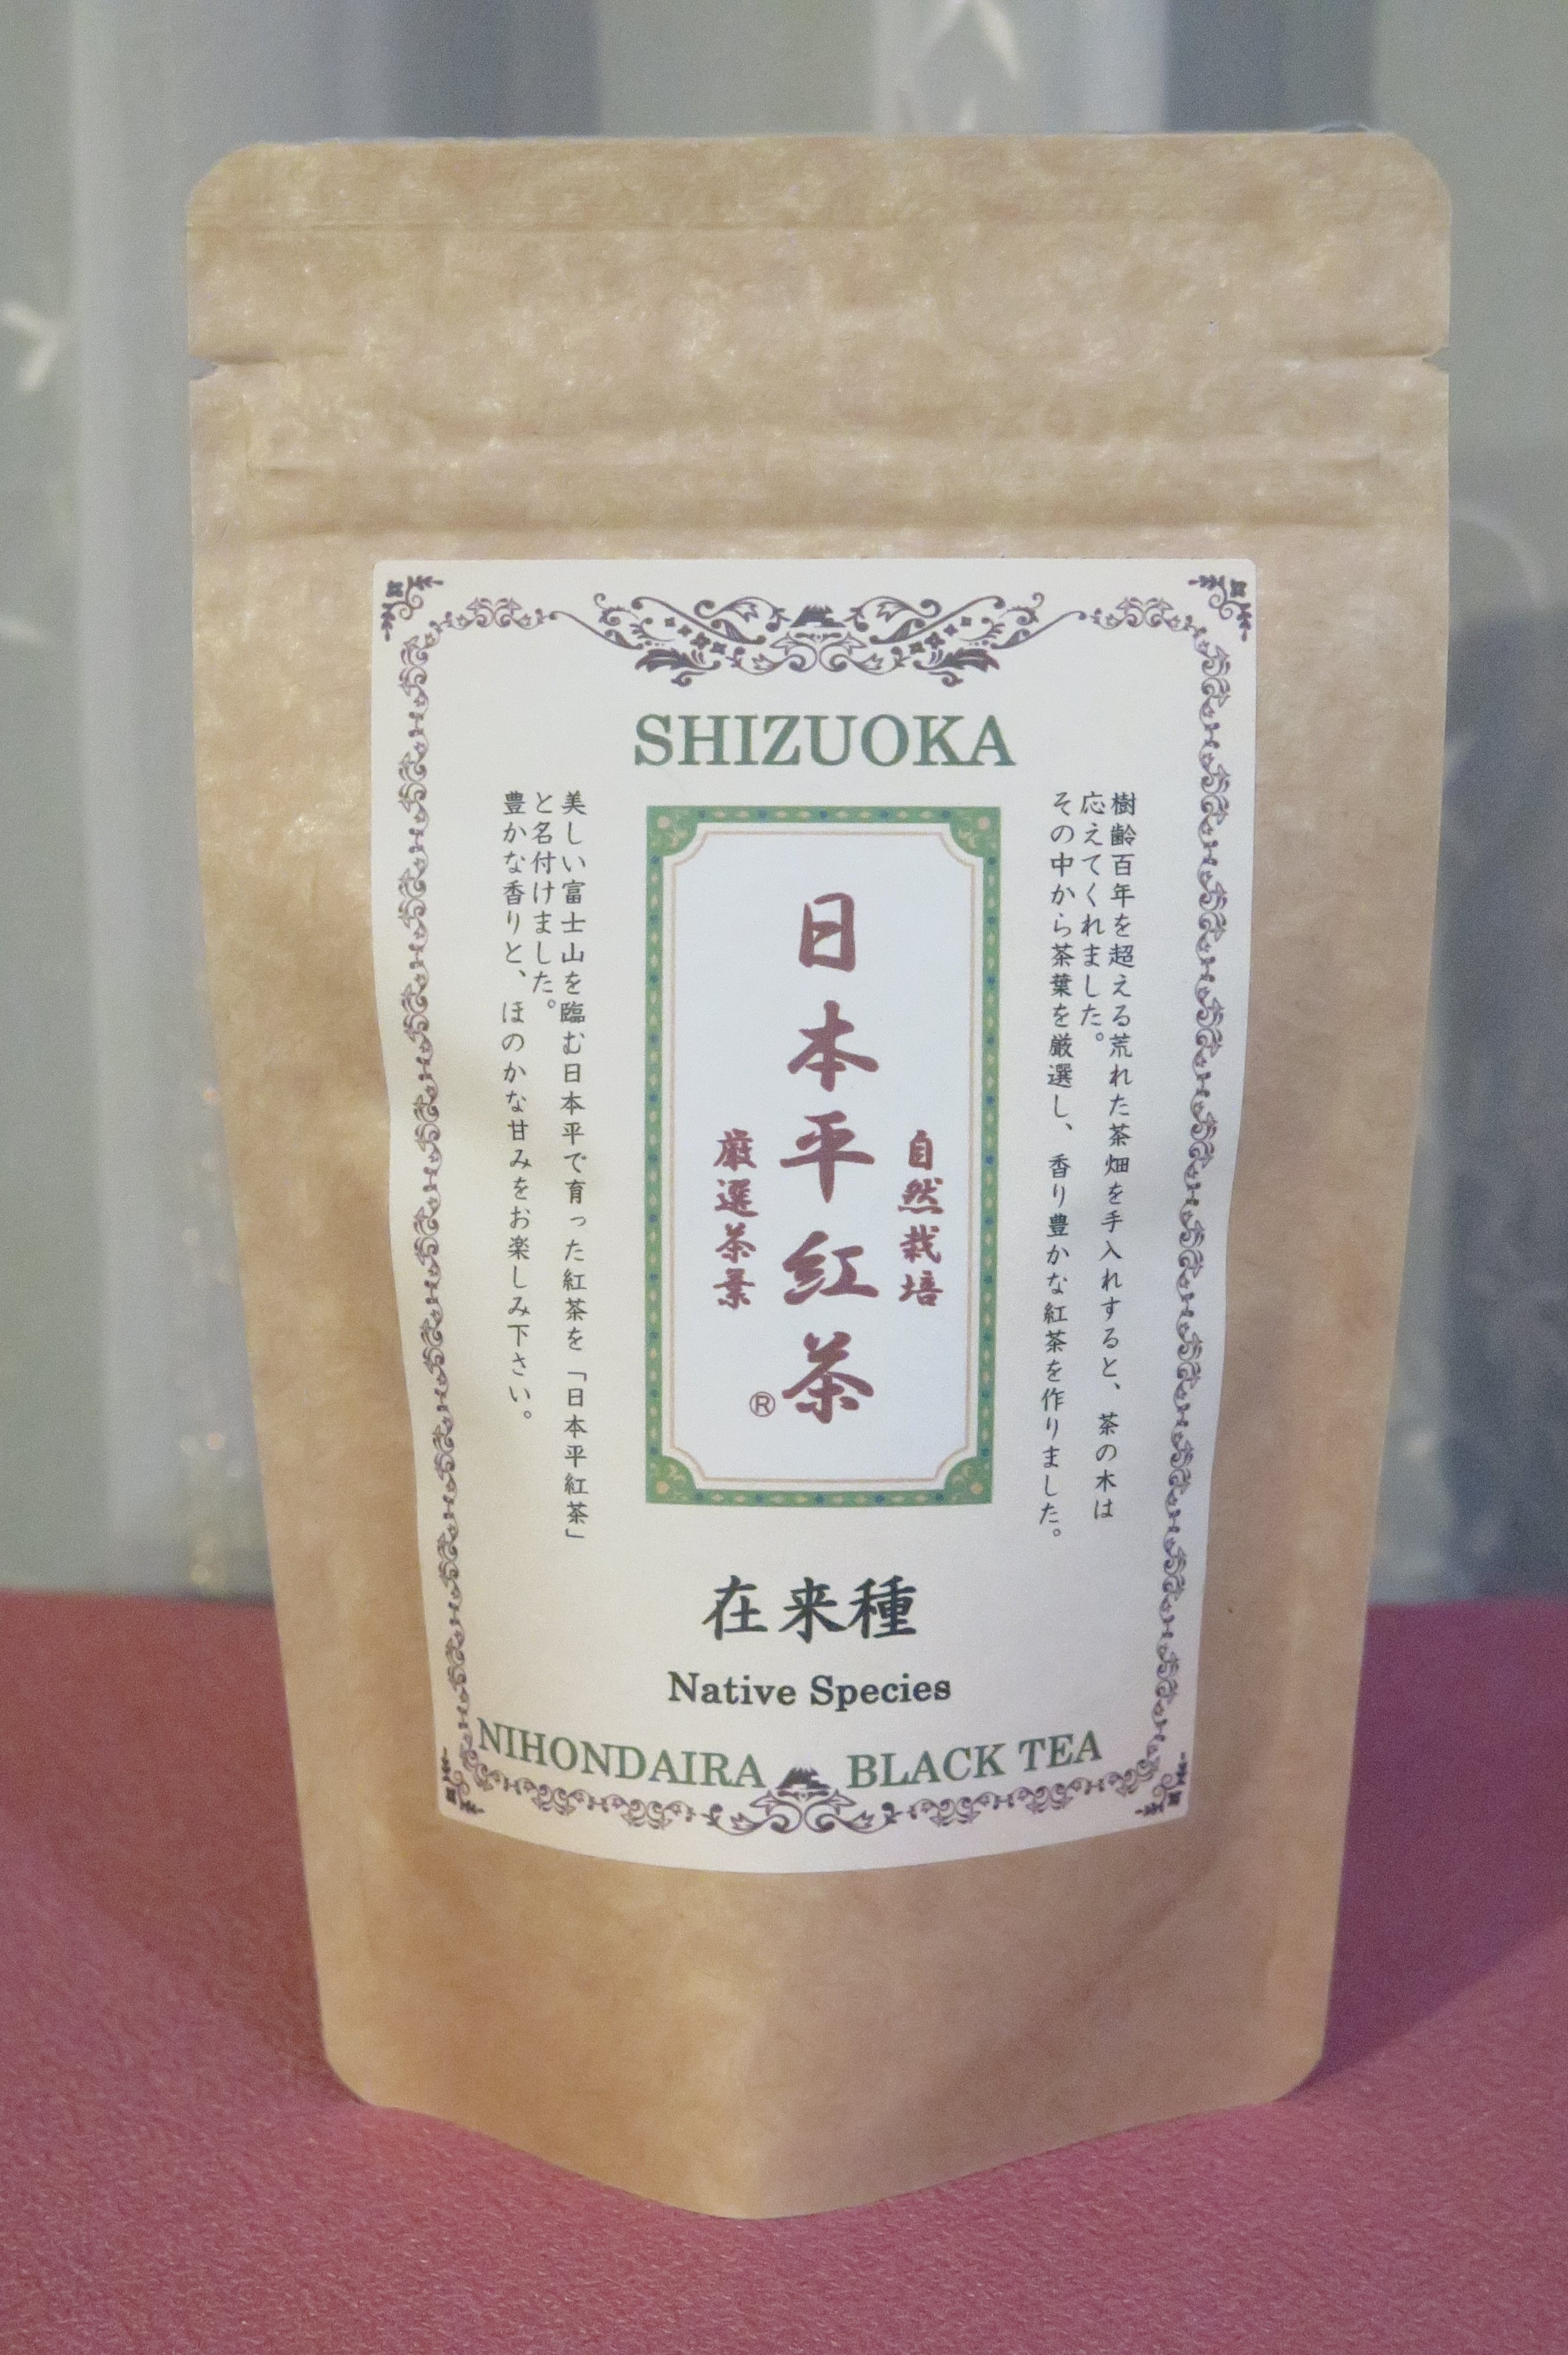 SHIZUOKA
樹齢百年を超える荒れた茶畑を手入れすると、茶の木は
応えてくれました。
その中から茶葉を厳選し、香り豊かな紅茶を作りました。
自然栽培
日本平紅茶
®
厳選茶葉
美しい富士山を臨む日本平で育った紅茶を「日本平紅茶」
と名付けました。
豊かな香りと、ほのかな甘みをお楽しみ下さい。
在来種
Native Species
NIHONDAIRA BLACK TEA